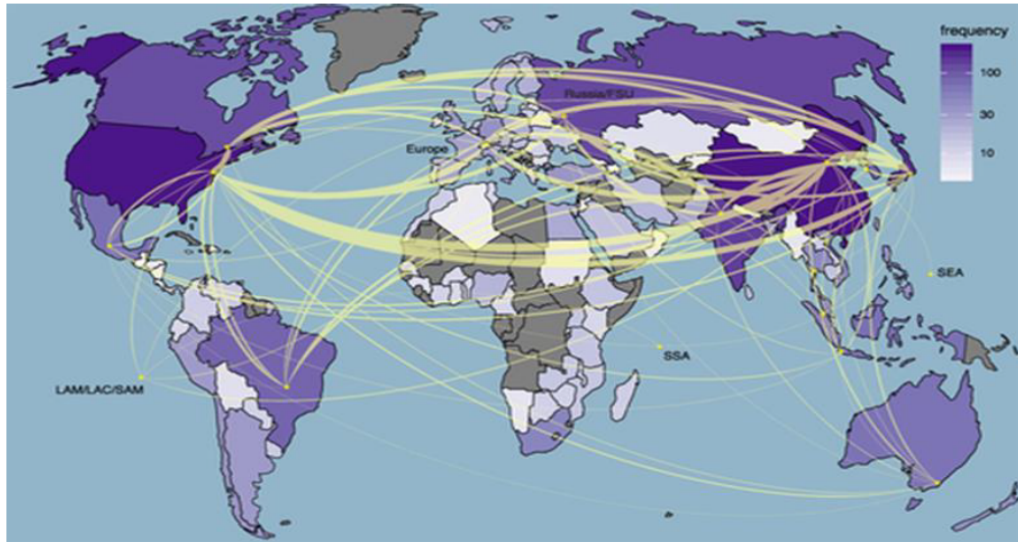 frequency
100
30
10
Russia/FSU
Europe
SEA
SSA
LAM/LAC/SAM